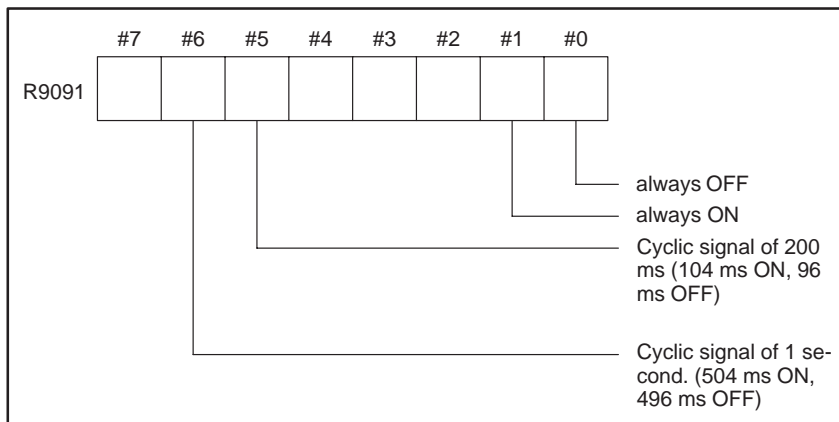 #7 #6 #5 #4 #3 #2 #1 #0
R9091
always OFF
always ON
Cyclic signal of 200
ms (104 ms ON, 96
ms OFF)
Cyclic signal of 1 se-
cond. (504 ms ON,
496 ms OFF)